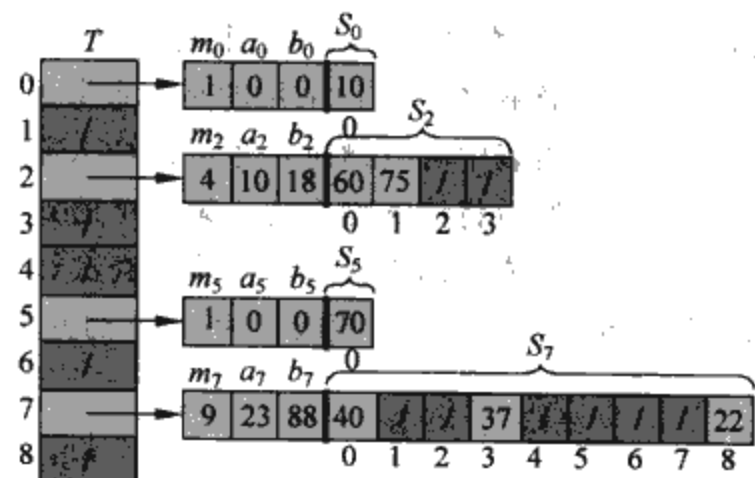 T
m₀ a₀ b₀ S₀
0 1 0 0 10
0
1 /
m₂ a₂ b₂ S₂
2 4 10 18 60 75 / /
0 1 2 3
3 /
4 /
m₅ a₅ b₅ S₅
5 1 0 0 70
0
6 /
m₇ a₇ b₇ S₇
7 9 23 88 40 / / 37 / / / / 22
0 1 2 3 4 5 6 7 8
8 /